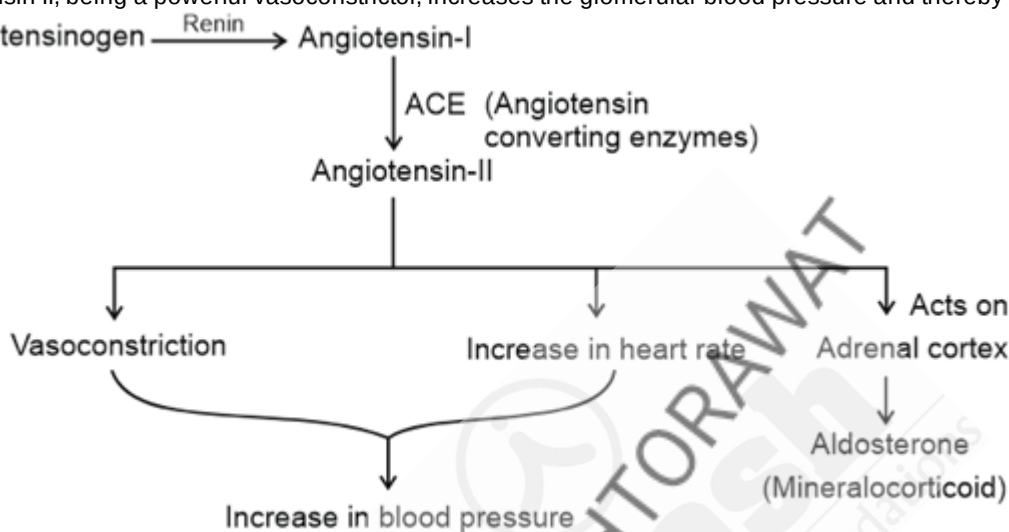 sin II, being a powerful vasoconstrictor, increases the glomerular blood pressure and thereby
tensinogen Renin Angiotensin-I
ACE (Angiotensin
converting enzymes)
Angiotensin-II
Acts on
Vasoconstriction Increase in heart rate Adrenal cortex
Aldosterone
(Mineralocorticoid)
Increase in blood pressure